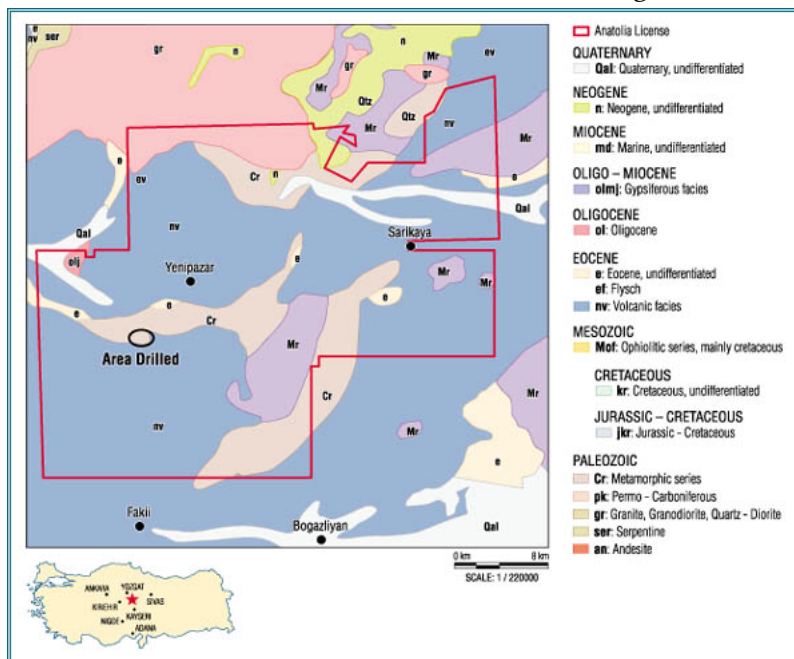 e
nv
ser
gr
n
n
Mr
ev
gr
Mr
gr
Qtz
Mr
Qtz
nv
Mr
e
ev
Cr
n
e
Qal
Qal
nv
Sarikaya
olj
Yenipazar
e
Mr
Mr
e
e
e
Cr
Area Drilled
Mr
Cr
nv
Mr
Mr
e
Fakli
Bogazliyan
Qal
0 km 8 km
SCALE: 1 / 220000
ANKARA
YOZGAT
SIVAS
KIREHIR
KAYSERI
NIGDE
ADANA
Anatolia License
QUATERNARY
Qal: Quaternary, undifferentiated
NEOGENE
n: Neogene, undifferentiated
MIOCENE
md: Marine, undifferentiated
OLIGO – MIOCENE
olmj: Gypsiferous facies
OLIGOCENE
ol: Oligocene
EOCENE
e: Eocene, undifferentiated
ef: Flysch
nv: Volcanic facies
MESOZOIC
Mof: Ophiolitic series, mainly cretaceous
CRETACEOUS
kr: Cretaceous, undifferentiated
JURASSIC – CRETACEOUS
jkr: Jurassic - Cretaceous
PALEOZOIC
Cr: Metamorphic series
pk: Permo - Carboniferous
gr: Granite, Granodiorite, Quartz - Diorite
ser: Serpentine
an: Andesite